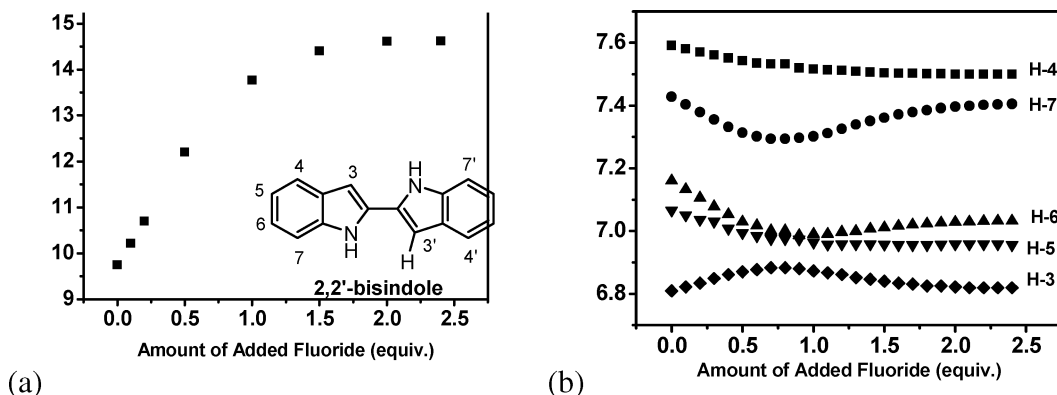 15
14
13
12
11
10
9
0.0 0.5 1.0 1.5 2.0 2.5
Amount of Added Fluoride (equiv.)
4
3
H
N
7'
5
6
7
N
H
3'
H
4'
2,2'-bisindole
(a)
7.6
7.4
7.2
7.0
6.8
H-4
H-7
H-6
H-5
H-3
0.0 0.5 1.0 1.5 2.0 2.5
Amount of Added Fluoride (equiv.)
(b)